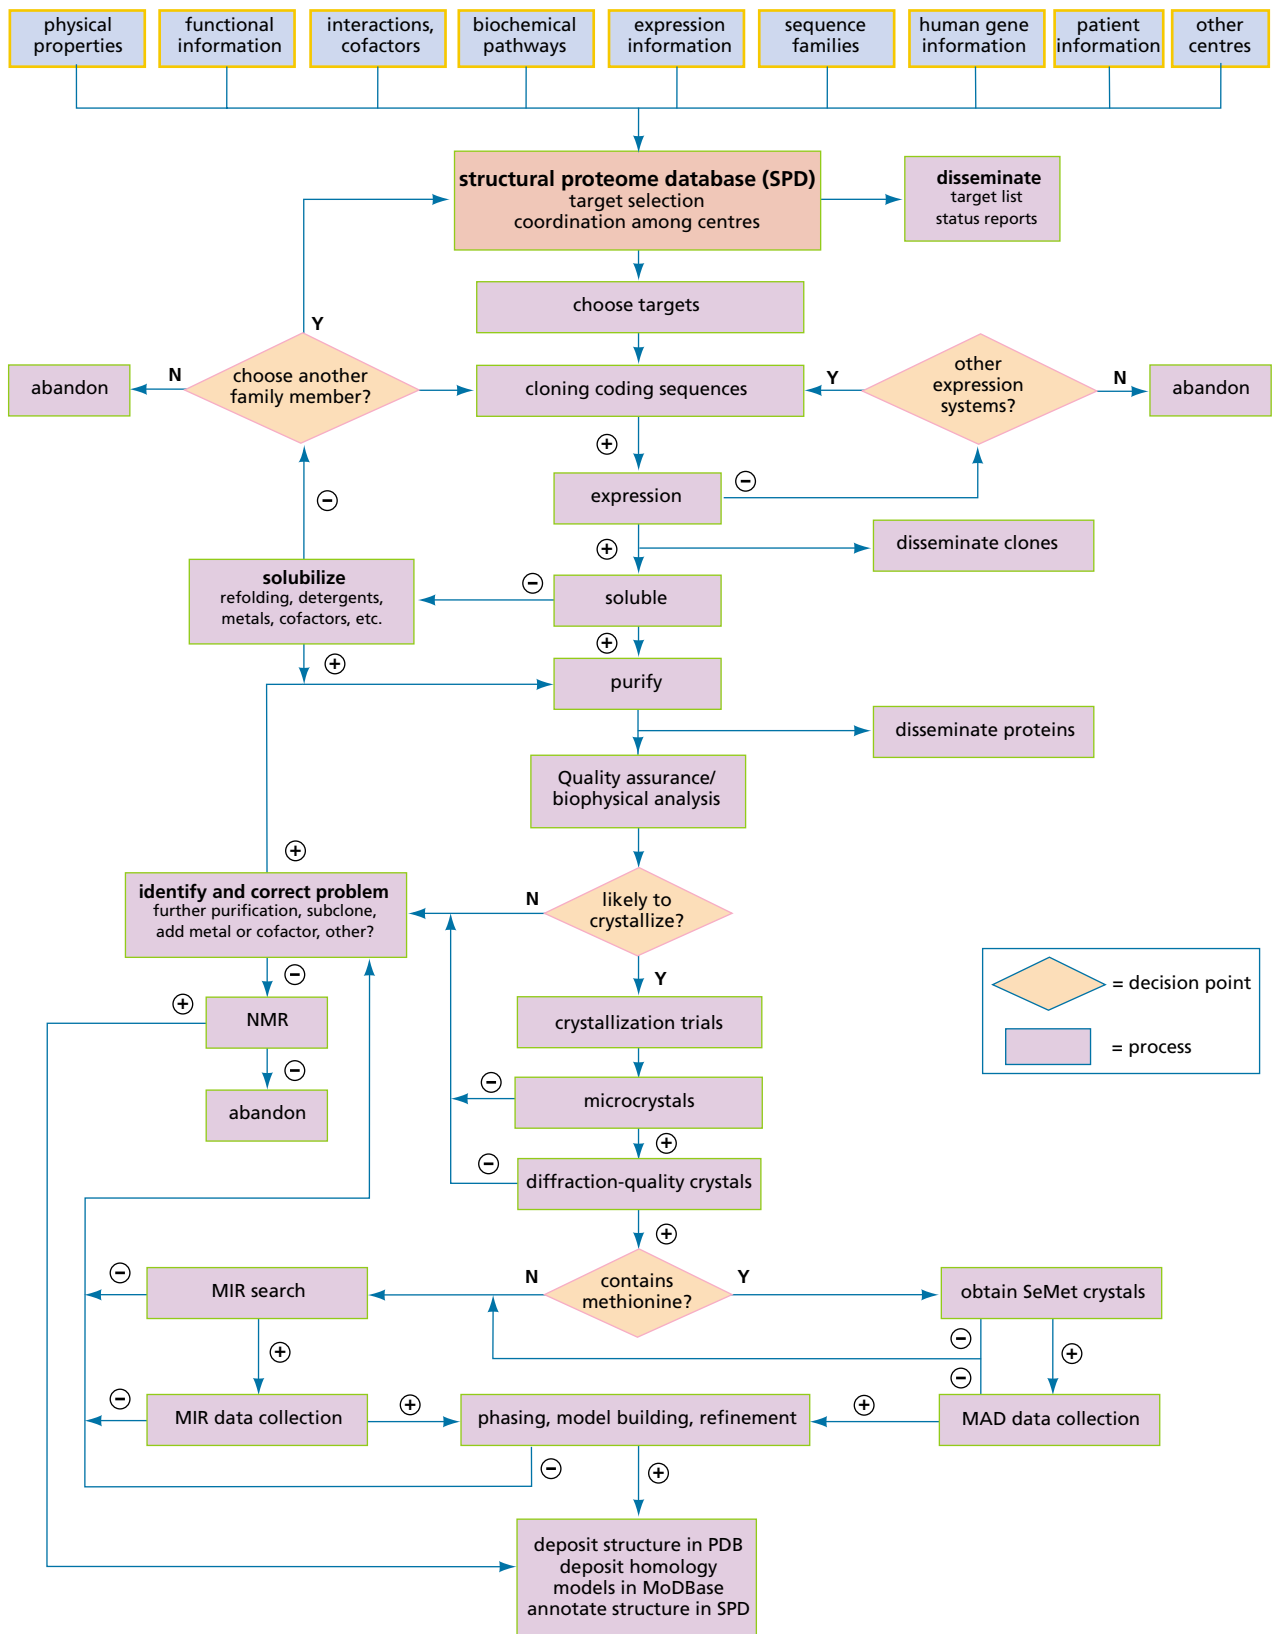 physical
properties
functional
information
interactions,
cofactors
biochemical
pathways
expression
information
sequence
families
human gene
information
patient
information
other
centres
structural proteome database (SPD)
target selection
coordination among centres
disseminate
target list
status reports
choose targets
Y
choose another
family member?
N
abandon
cloning coding sequences
Y
other
expression
systems?
N
abandon
+
expression
−
−
+
disseminate clones
solubilize
refolding, detergents,
metals, cofactors, etc.
−
soluble
+
+
purify
disseminate proteins
Quality assurance/
biophysical analysis
+
identify and correct problem
further purification, subclone,
add metal or cofactor, other?
N
likely to
crystallize?
Y
−
+
NMR
−
abandon
crystallization trials
= decision point
= process
−
microcrystals
+
−
diffraction-quality crystals
+
−
MIR search
N
contains
methionine?
Y
obtain SeMet crystals
+
−
+
−
−
MIR data collection
+
phasing, model building, refinement
+
MAD data collection
−
+
deposit structure in PDB
deposit homology
models in MoDBase
annotate structure in SPD